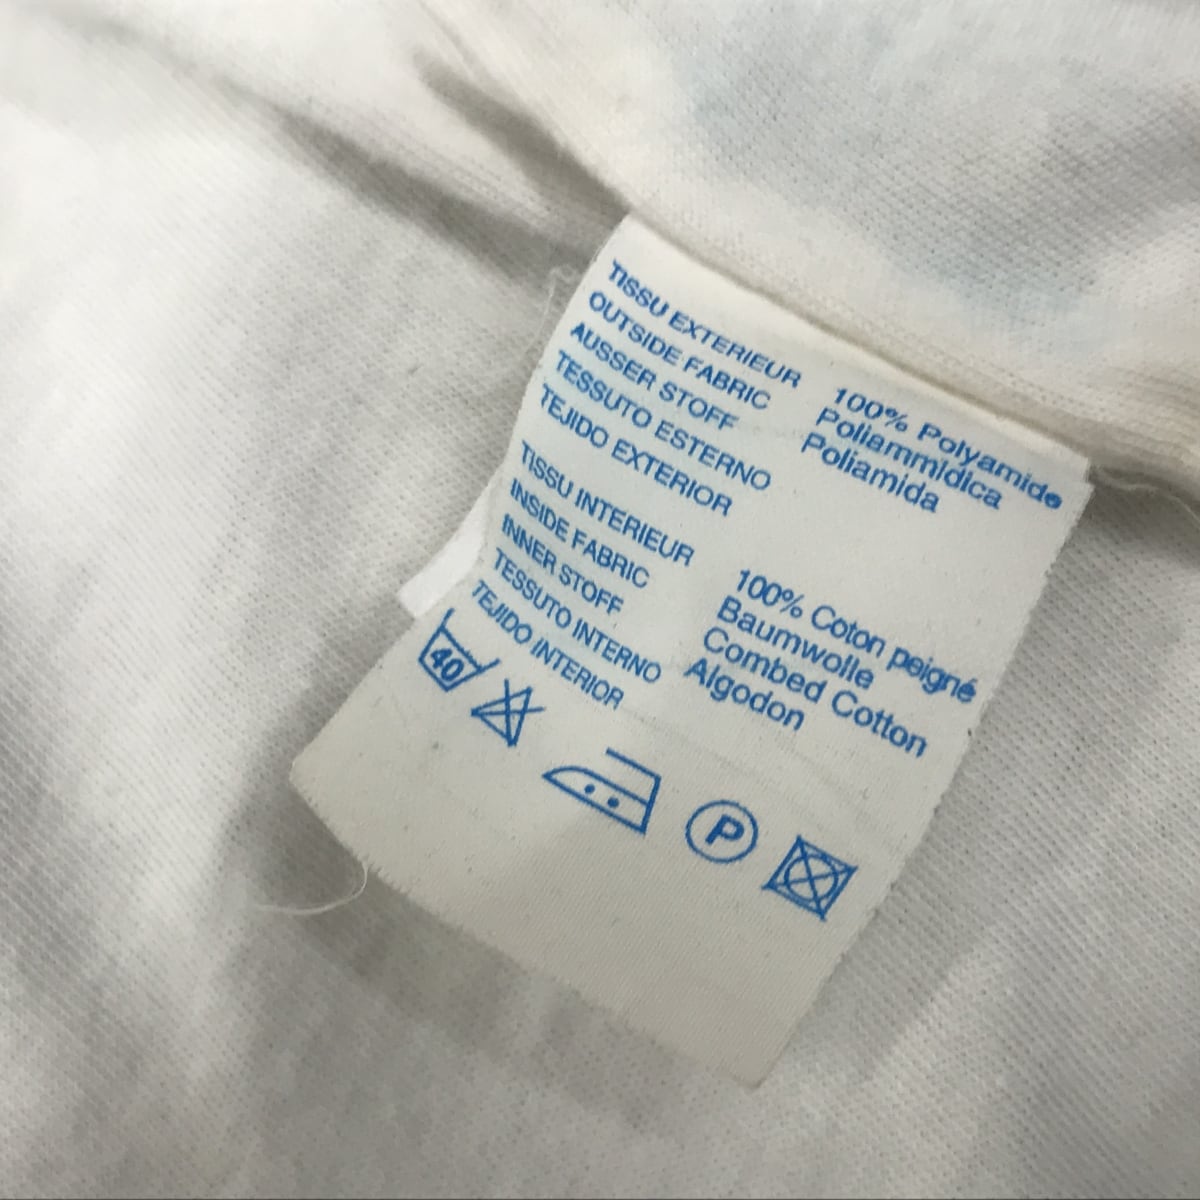 TISSU EXTERIEUR
OUTSIDE FABRIC
AUSSER STOFF
TESSUTO ESTERNO
TEJIDO EXTERIOR
100% Polyamide
Poliammidica
Poliamida
TISSU INTERIEUR
INSIDE FABRIC
INNER STOFF
TESSUTO INTERNO
TEJIDO INTERIOR
100% Coton peigné
Baumwolle
Combed Cotton
Algodon
40
P